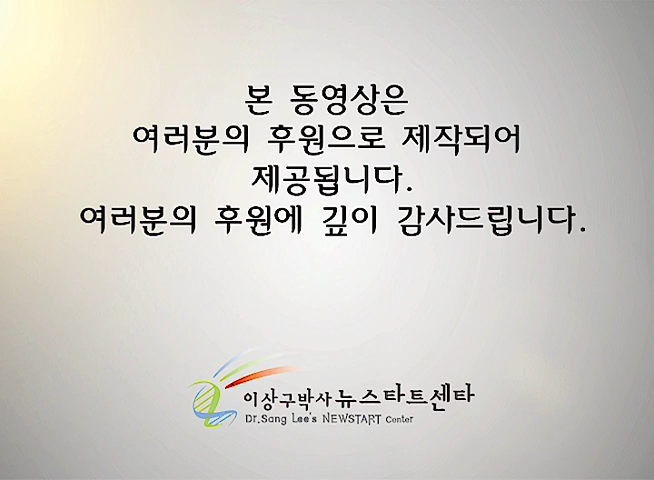 본 동영상은
여러분의 후원으로 제작되어
제공됩니다.
여러분의 후원에 깊이 감사드립니다.
이상구박사 뉴스타트센타
Dr.Sang Lee's NEWSTART Center